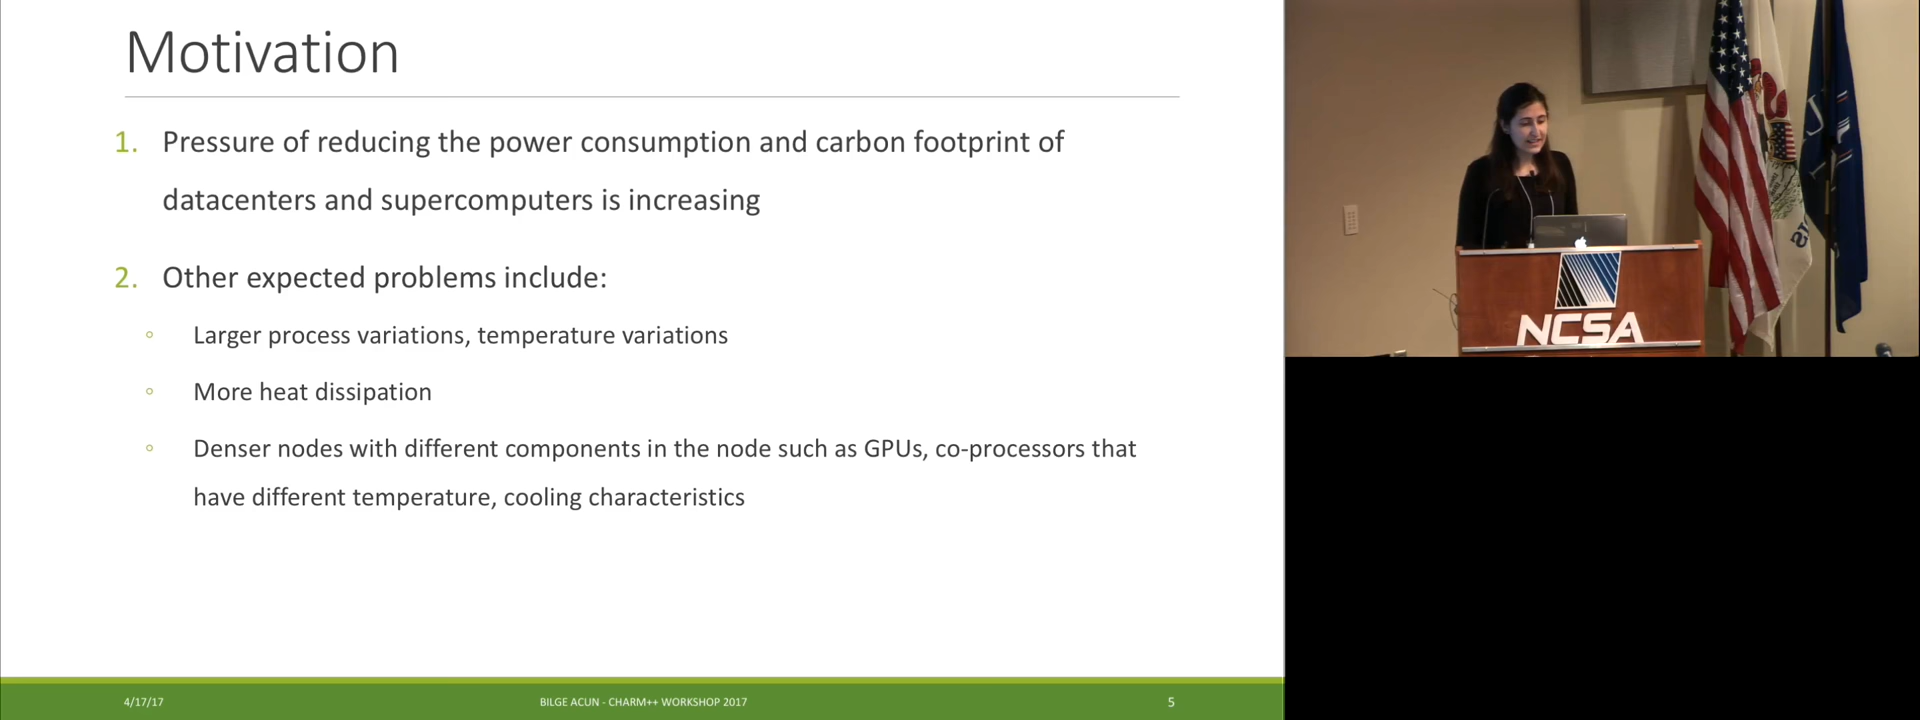 Motivation
1. Pressure of reducing the power consumption and carbon footprint of
datacenters and supercomputers is increasing
2. Other expected problems include:
◦ Larger process variations, temperature variations
◦ More heat dissipation
◦ Denser nodes with different components in the node such as GPUs, co-processors that
have different temperature, cooling characteristics
4/17/17
BILGE ACUN - CHARM++ WORKSHOP 2017
5
NCSA